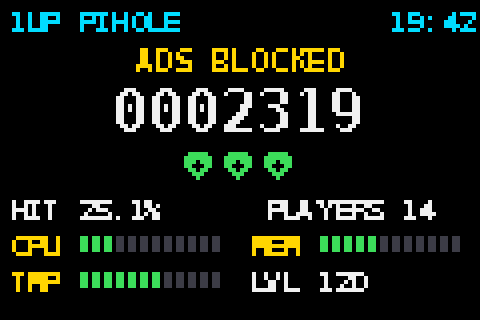 1UP PIHOLE 19:42
ADS BLOCKED
0002319
HIT 25.1% PLAYERS 14
CPU MEM
TMP LVL 120